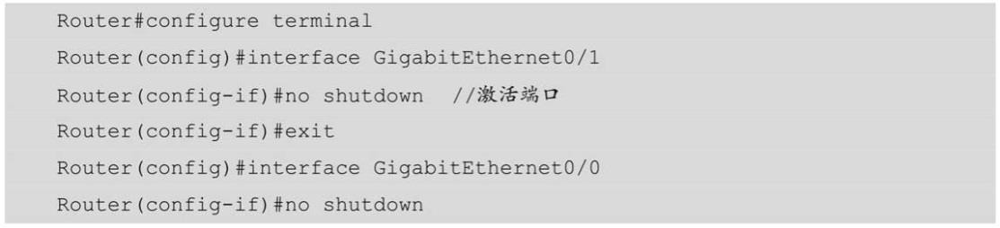 Router#configure terminal
Router(config)#interface GigabitEthernet0/1
Router(config-if)#no shutdown  //激活端口
Router(config-if)#exit
Router(config)#interface GigabitEthernet0/0
Router(config-if)#no shutdown